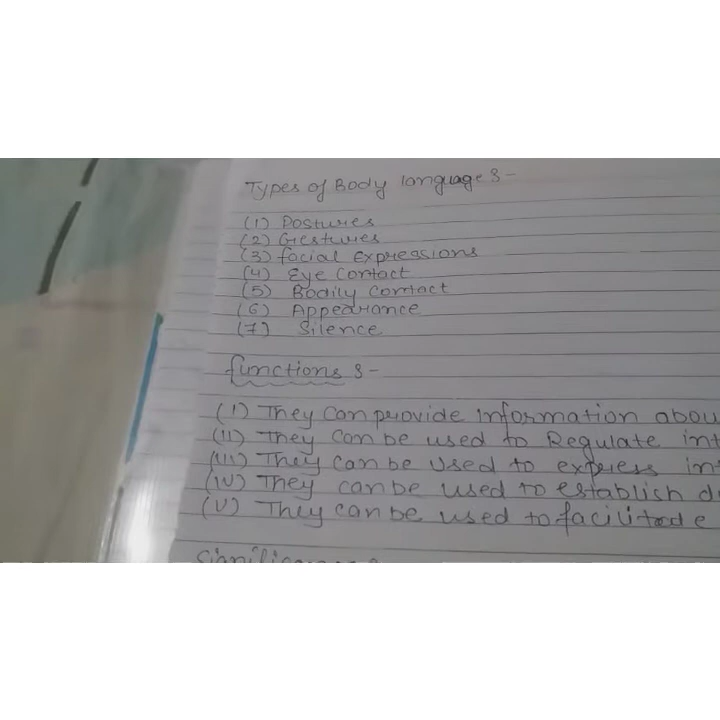 Types of Body language :-
(1) Postures
(2) Gestures
(3) facial expressions
(4) Eye Contact
(5) Bodily Contact
(6) Appearance
(7) Silence
functions :-
(I) They can provide Information abou
(II) They can be used to Regulate int
(III) They can be used to express int
(IV) They can be used to establish d
(V) They can be used to facilitate e